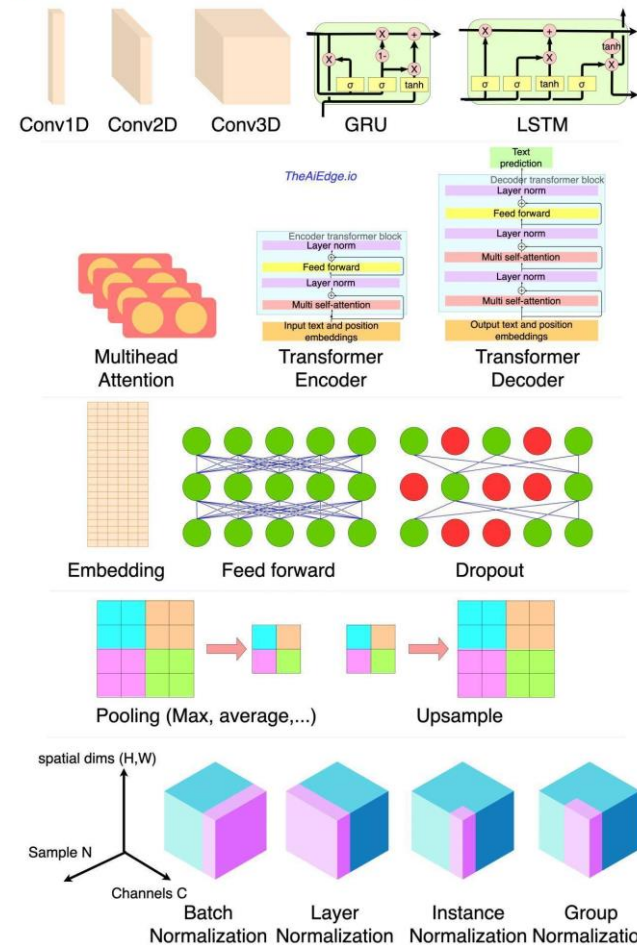 X
+
X
1-
X
σ
σ
tanh
X
+
tanh
X
X
σ
σ
tanh
σ
Conv1D
Conv2D
Conv3D
GRU
LSTM
TheAiEdge.io
Encoder transformer block
Layer norm
+
Feed forward
Layer norm
+
Multi self-attention
Input text and position
embeddings
Text
prediction
Decoder transformer block
Layer norm
+
Feed forward
Layer norm
+
Multi self-attention
Layer norm
+
Multi self-attention
Output text and position
embeddings
Multihead
Attention
Transformer
Encoder
Transformer
Decoder
Embedding
Feed forward
Dropout
Pooling (Max, average,...)
Upsample
spatial dims (H,W)
Sample N
Channels C
Batch
Normalization
Layer
Normalization
Instance
Normalization
Group
Normalizatio